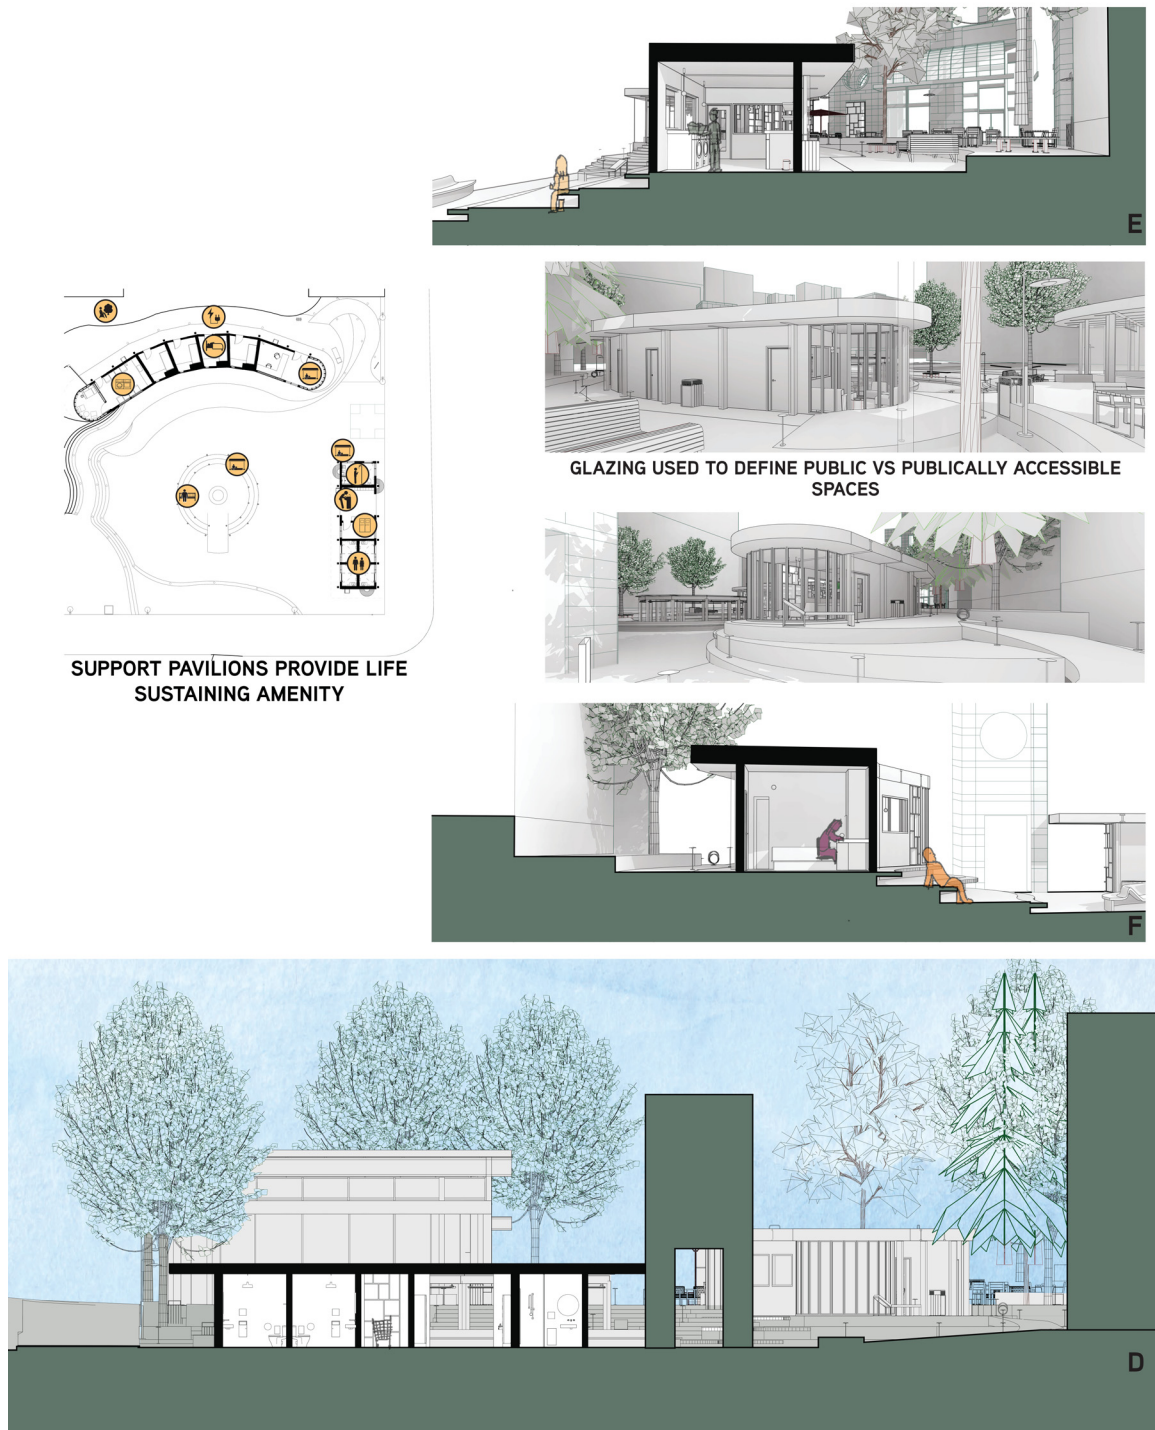 E
GLAZING USED TO DEFINE PUBLIC VS PUBLICALLY ACCESSIBLE
SPACES
SUPPORT PAVILIONS PROVIDE LIFE
SUSTAINING AMENITY
F
D